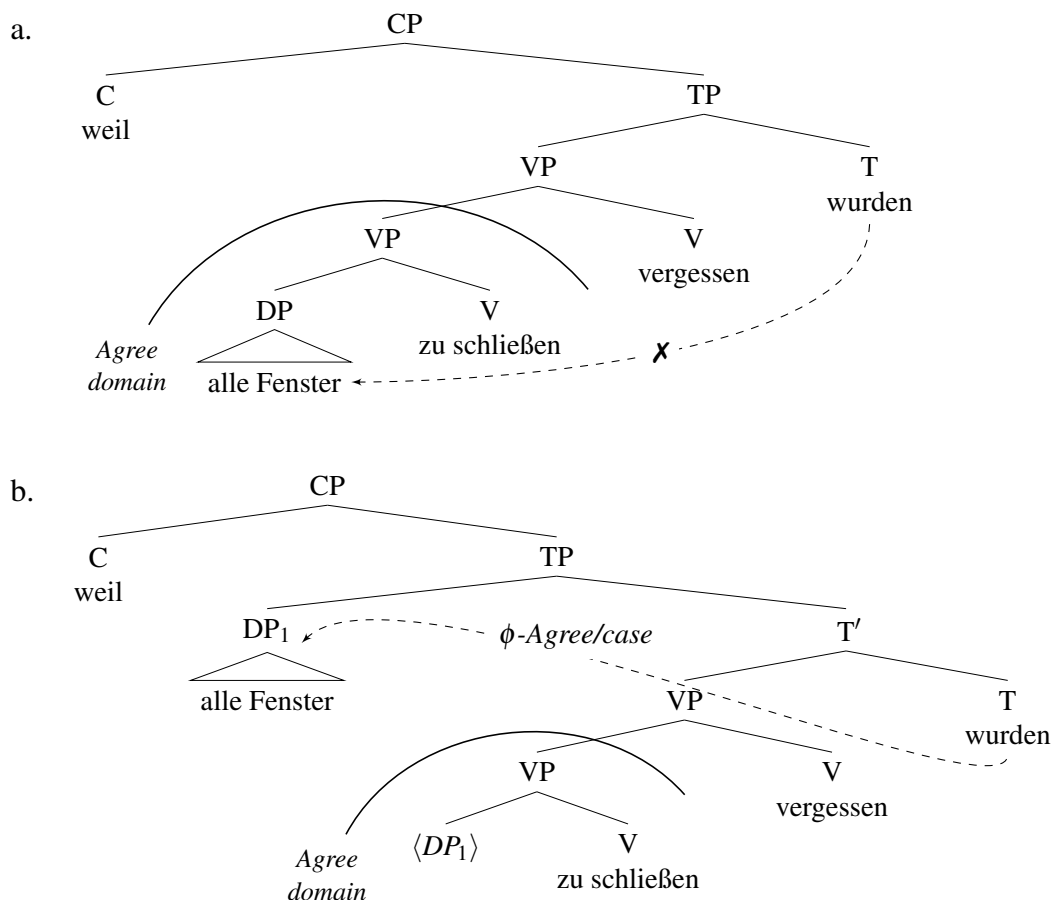 a.
CP
C
TP
weil
VP
T
wurden
VP
V
vergessen
DP
V
Agree
domain
alle Fenster
zu schließen
✗
b.
CP
C
TP
weil
DP₁
ϕ-Agree/case
T′
alle Fenster
VP
T
wurden
VP
V
vergessen
Agree
domain
⟨DP₁⟩
V
zu schließen